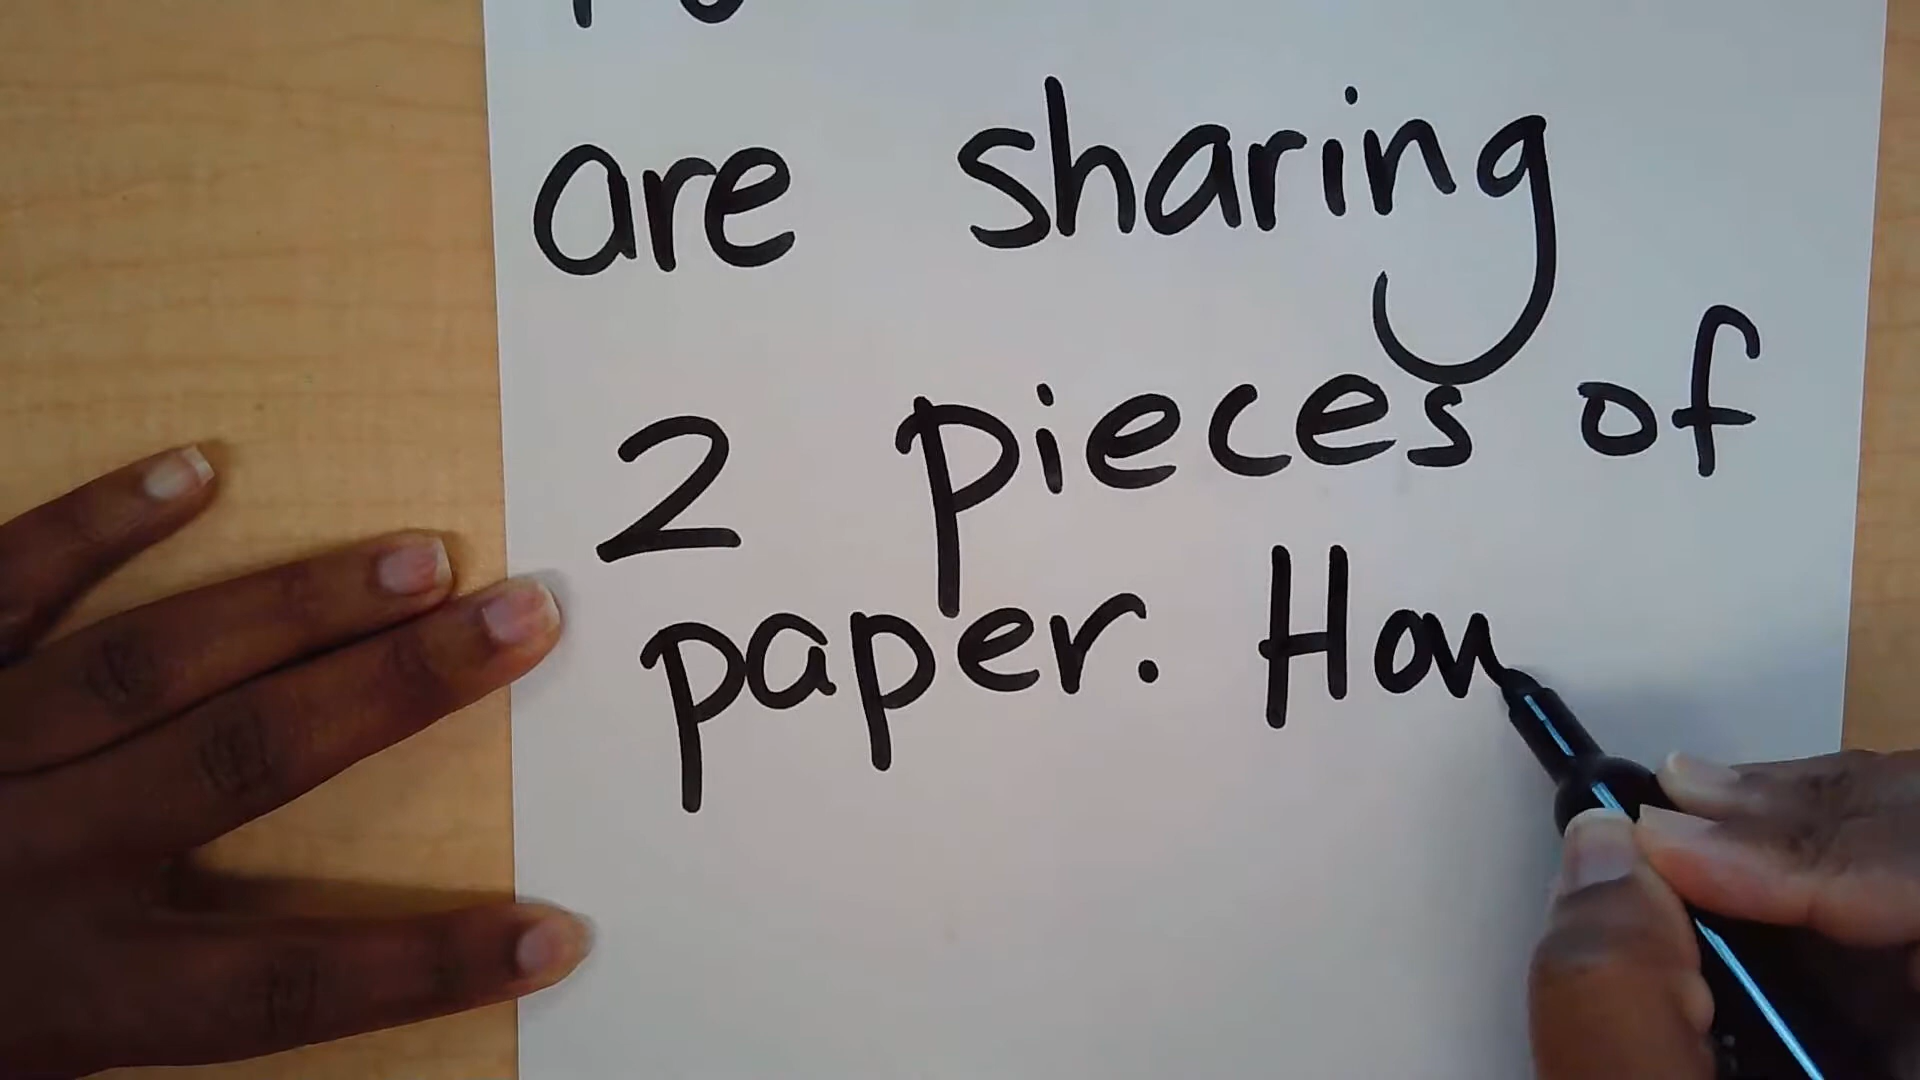 are sharing
2 pieces of
paper. How